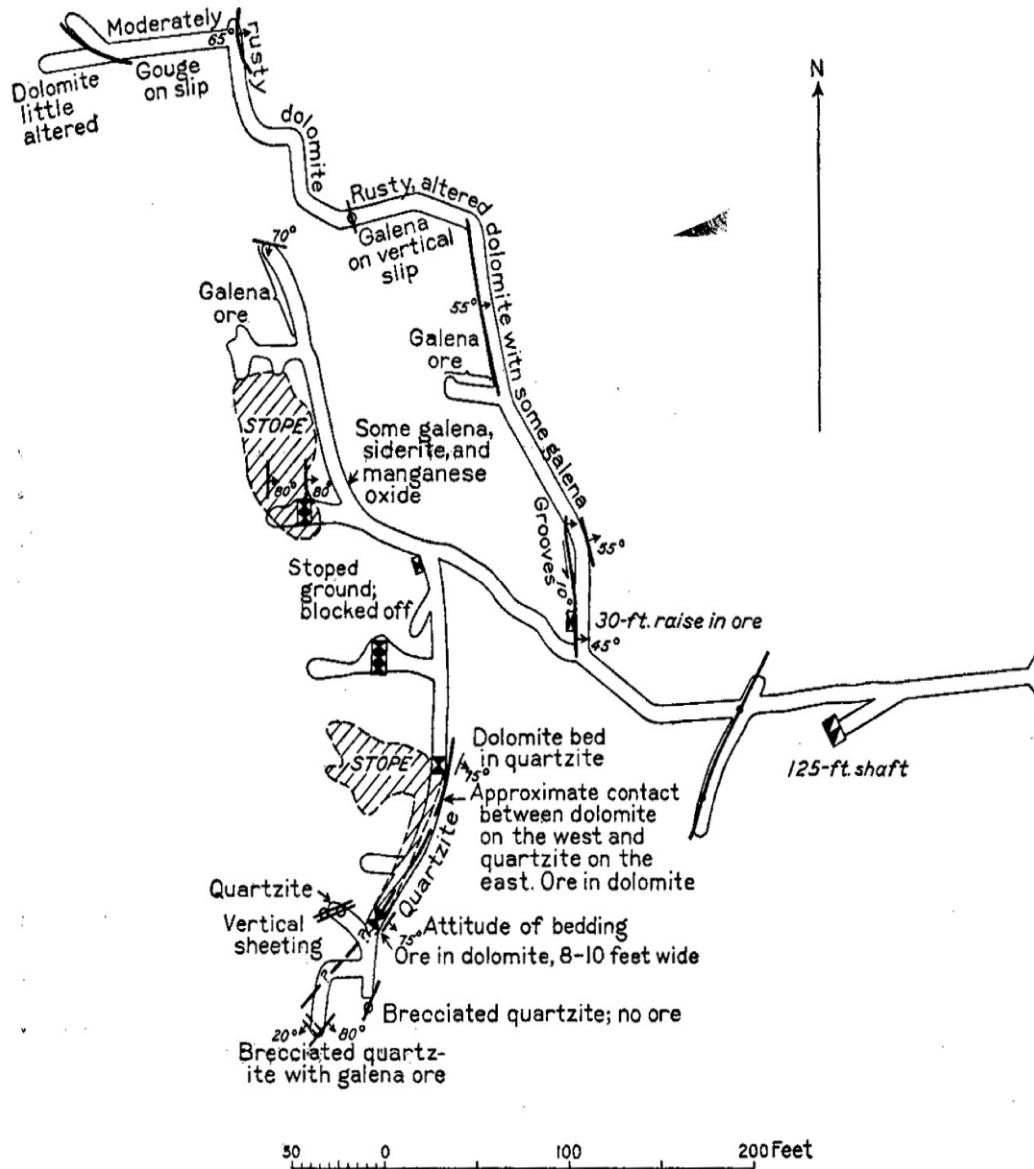 Moderately
rusty
65°
Gouge
on slip
Dolomite
little
altered
dolomite
N
Rusty, altered dolomite witn some galena
Galena
on vertical
slip
70°
Galena
ore
55°
Galena
ore
STOPE
Some galena,
siderite, and
manganese
oxide
80°
80°
Grooves
55°
10°
Stoped
ground;
blocked off
30-ft. raise in ore
45°
125-ft. shaft
STOPE
Dolomite bed
in quartzite
75°
Approximate contact
between dolomite
on the west and
quartzite on the
east. Ore in dolomite
Quartzite
Quartzite
Vertical
sheeting
?
75°
Attitude of bedding
Ore in dolomite, 8-10 feet wide
?
Brecciated quartzite; no ore
20°
80°
Brecciated quartz-
ite with galena ore
50 0 100 200 Feet